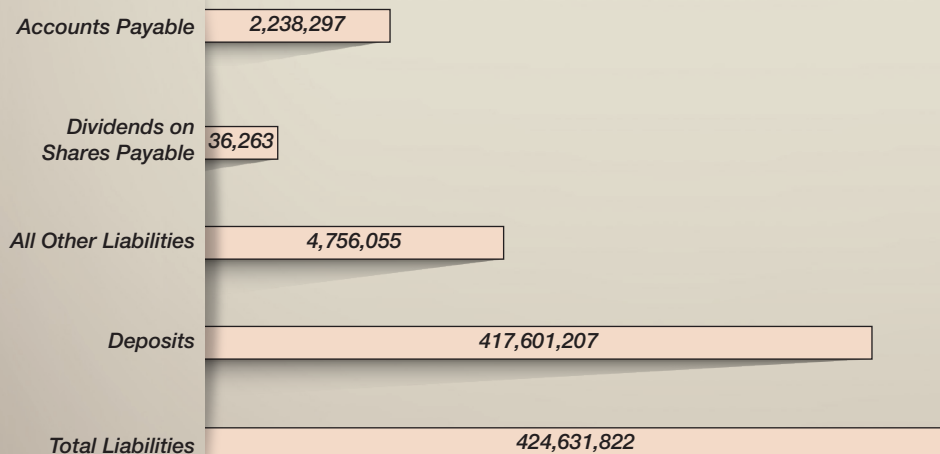 Accounts Payable 2,238,297
Dividends on
Shares Payable 36,263
All Other Liabilities 4,756,055
Deposits 417,601,207
Total Liabilities 424,631,822